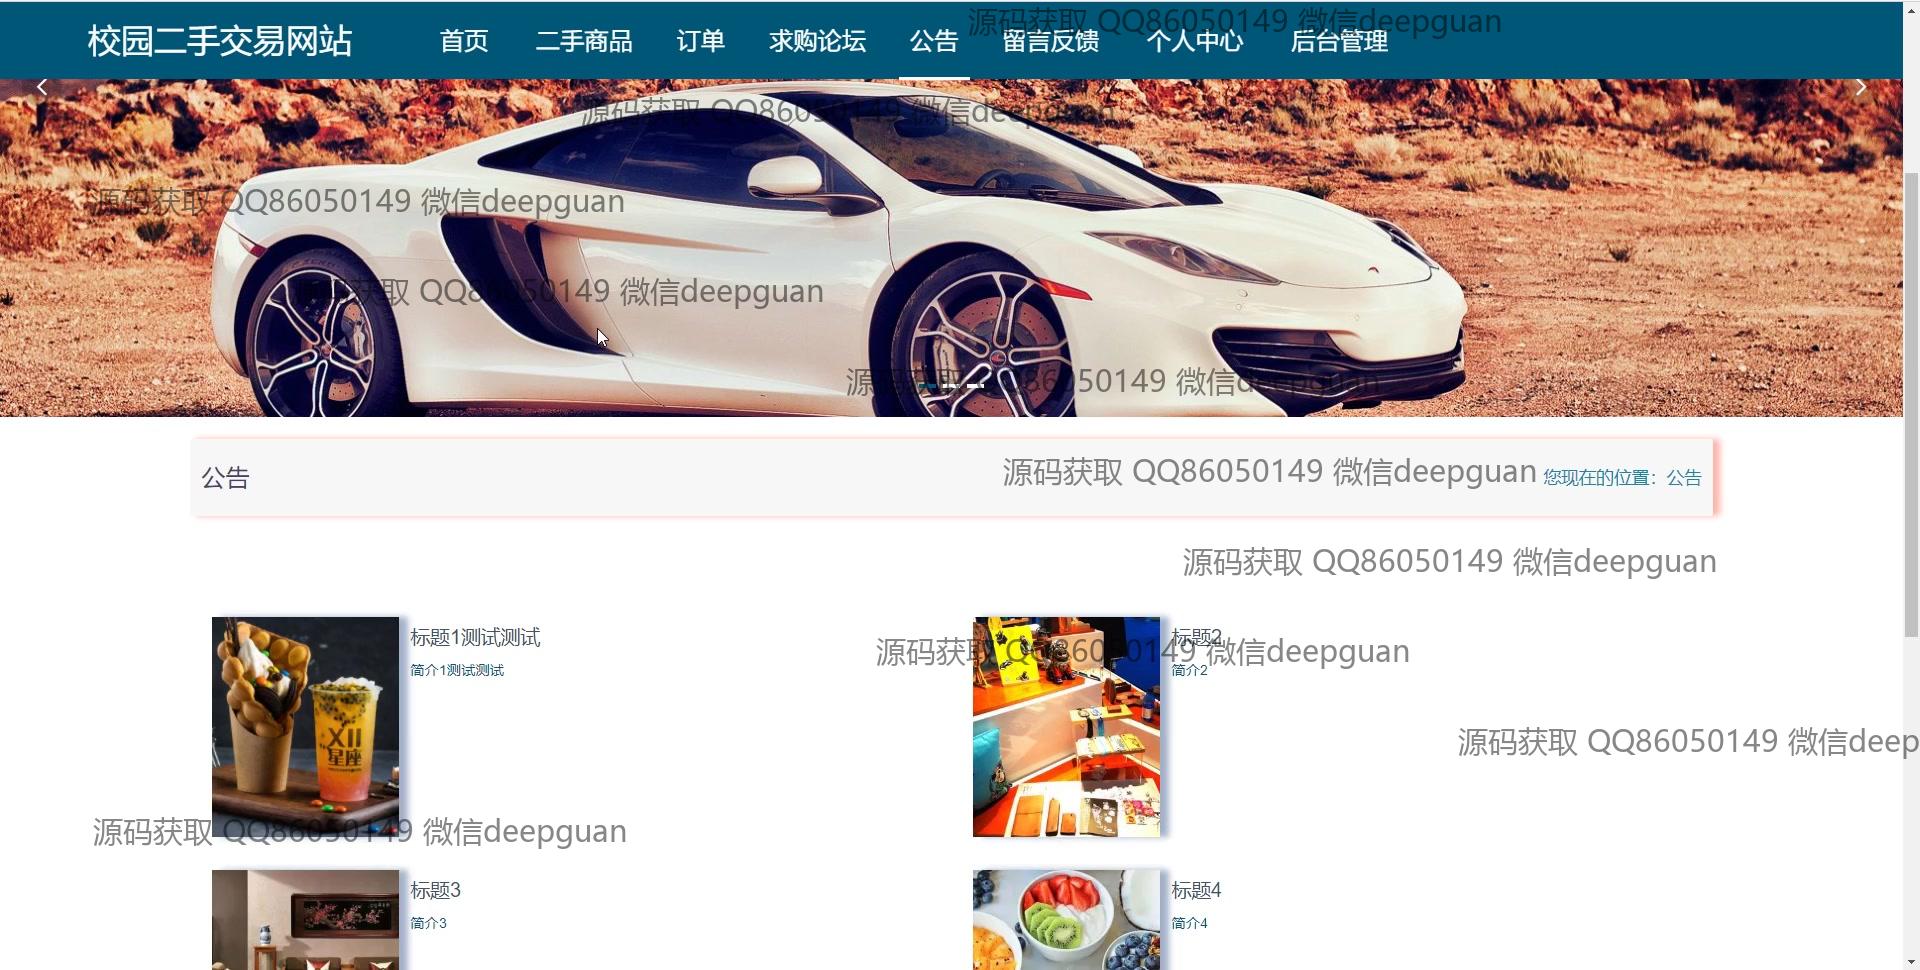 校园二手交易网站 首页 二手商品 订单 求购论坛 公告 留言反馈 个人中心 后台管理
源码获取 QQ86050149 微信deepguan
源码获取 QQ86050149 微信deepguan
源码获取 QQ86050149 微信deepguan
源码获取 QQ86050149 微信deepguan
源码获取 QQ86050149 微信deepguan
公告
源码获取 QQ86050149 微信deepguan
您现在的位置：公告
源码获取 QQ86050149 微信deepguan
标题1测试测试
简介1测试测试
标题2
简介2
源码获取 QQ86050149 微信deepguan
源码获取 QQ86050149 微信deep
XII
星座
源码获取 QQ86050149 微信deepguan
标题3
简介3
标题4
简介4